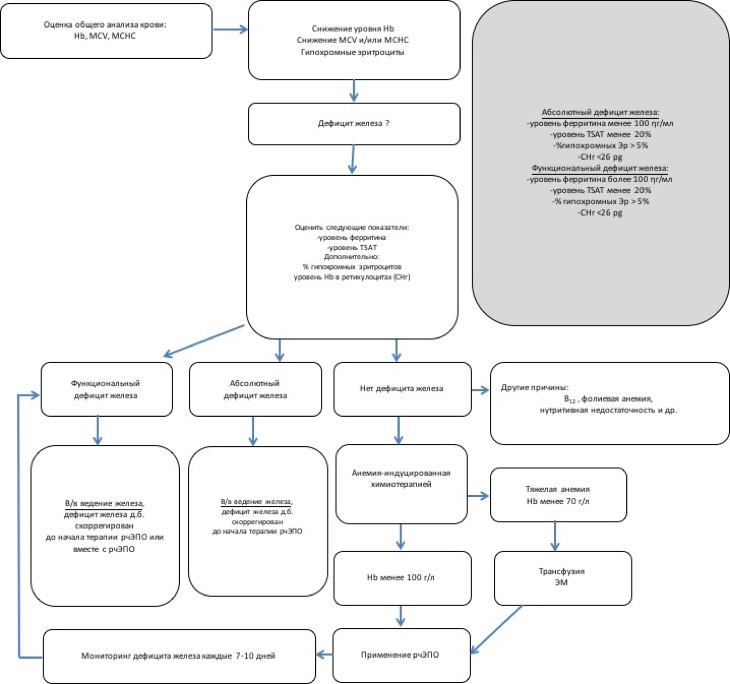 Оценка общего анализа крови:
Hb, MCV, MCHC
Снижение уровня Hb
Снижение MCV и/или MCHC
Гипохромные эритроциты
Абсолютный дефицит железа:
-уровень ферритина менее 100 ηг/мл
-уровень TSAT менее 20%
-%гипохромных Эр > 5%
-CHr <26 pg
Функциональный дефицит железа:
-уровень ферритина более 100 ηг/мл
-уровень TSAT менее 20%
-% гипохромных Эр > 5%
-CHr <26 pg
Дефицит железа ?
Оценить следующие показатели:
-уровень ферритина
-уровень TSAT
Дополнительно:
% гипохромных эритроцитов
уровень Hb в ретикулоцитах (CHr)
Функциональный
дефицит железа
Абсолютный
дефицит железа
Нет дефицита железа
Другие причины:
B12 , фолиевая анемия,
нутритивная недостаточность и др.
В/в ведение железа,
дефицит железа д.б.
скоррегирован
до начала терапии рчЭПО или
вместе с рчЭПО
В/в ведение железа,
дефицит железа д.б.
скоррегирован
до начала терапии рчЭПО
Анемия-индуцированная
химиотерапией
Тяжелая анемия
Hb менее 70 г/л
Hb менее 100 г/л
Трансфузия
ЭМ
Применение рчЭПО
Мониторинг дефицита железа каждые 7-10 дней